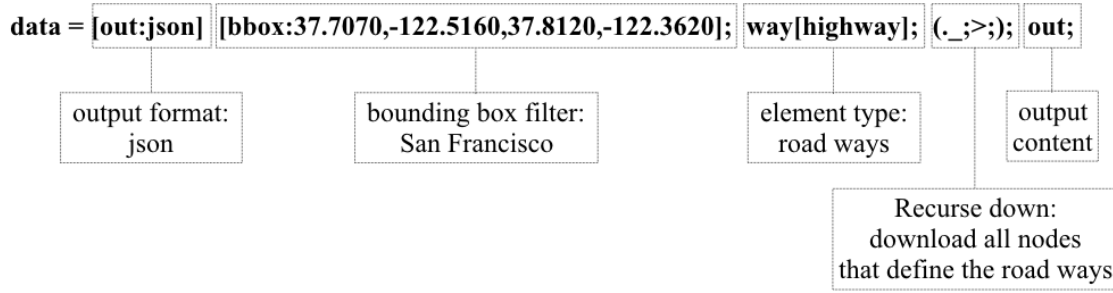 data = [out:json] [bbox:37.7070,-122.5160,37.8120,-122.3620]; way[highway]; (._;>;); out;
output format:
json
bounding box filter:
San Francisco
element type:
road ways
output
content
Recurse down:
download all nodes
that define the road ways